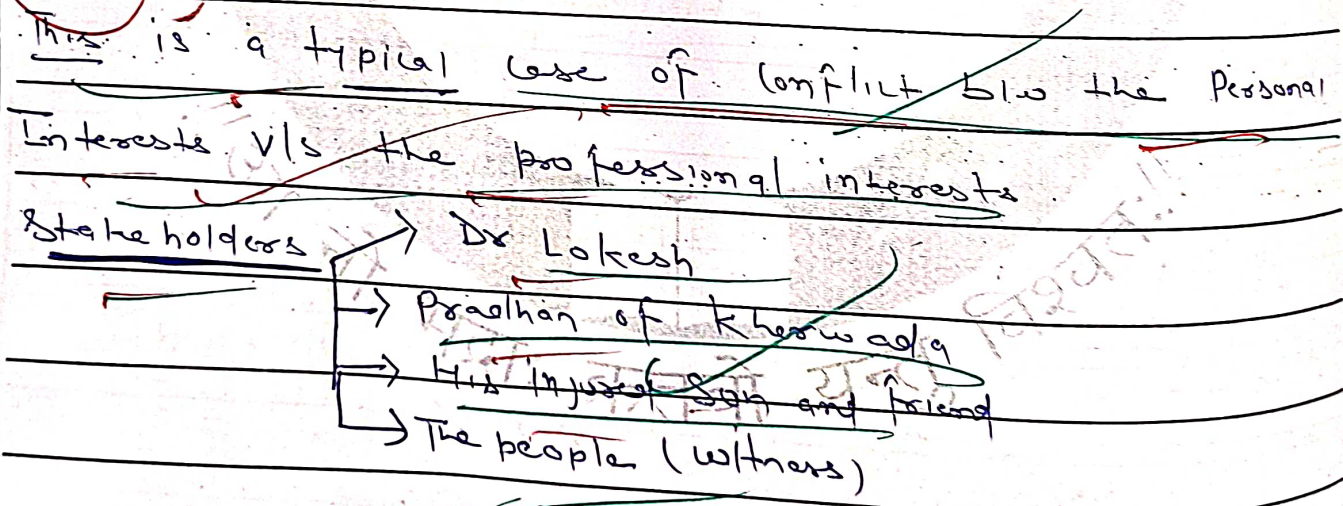 This is a typical case of conflict b/w the Personal
Interests v/s the professional interests.
Stakeholders → Dr Lokesh
→ Pradhan of Kherwada
→ His injured Son and friend
→ The people (witness)